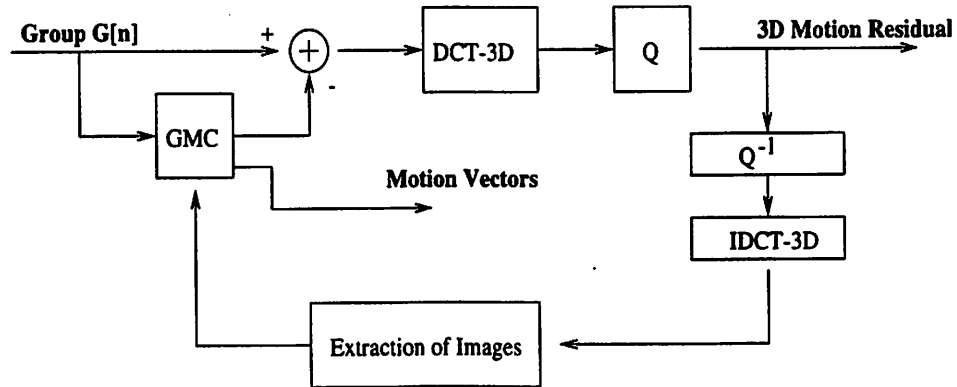 Group G[n]
+
+
-
DCT-3D
Q
3D Motion Residual
GMC
Motion Vectors
Q-1
IDCT-3D
Extraction of Images